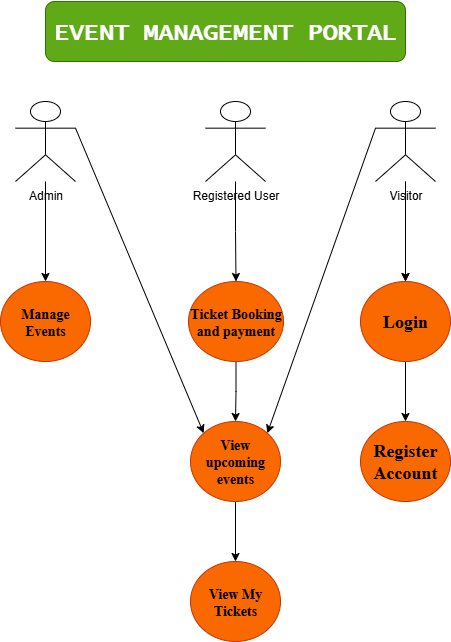 EVENT MANAGEMENT PORTAL
Admin
Registered User
Visitor
Manage
Events
Ticket Booking
and payment
Login
View
upcoming
events
Register
Account
View My
Tickets